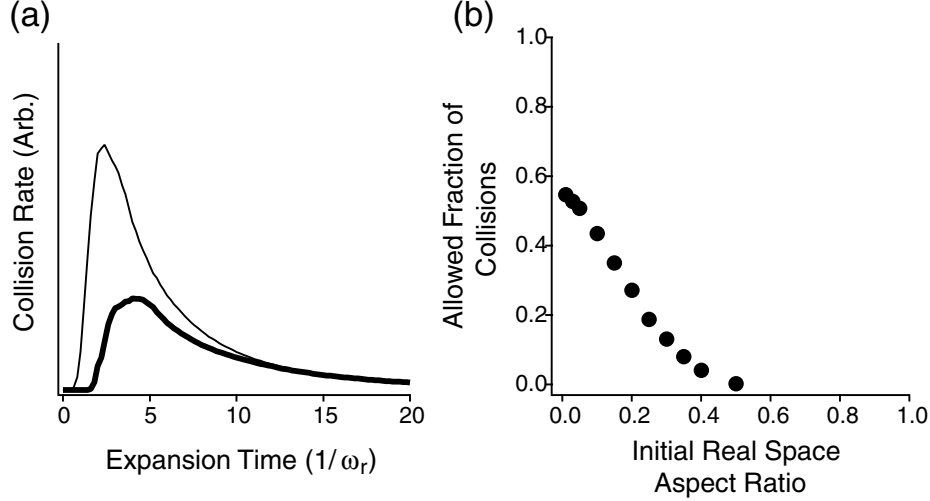 (a)
Collision Rate (Arb.)
0 5 10 15 20
Expansion Time (1/ωr)
(b)
Allowed Fraction of
Collisions
1.0
0.8
0.6
0.4
0.2
0.0
0.0 0.2 0.4 0.6 0.8 1.0
Initial Real Space
Aspect Ratio